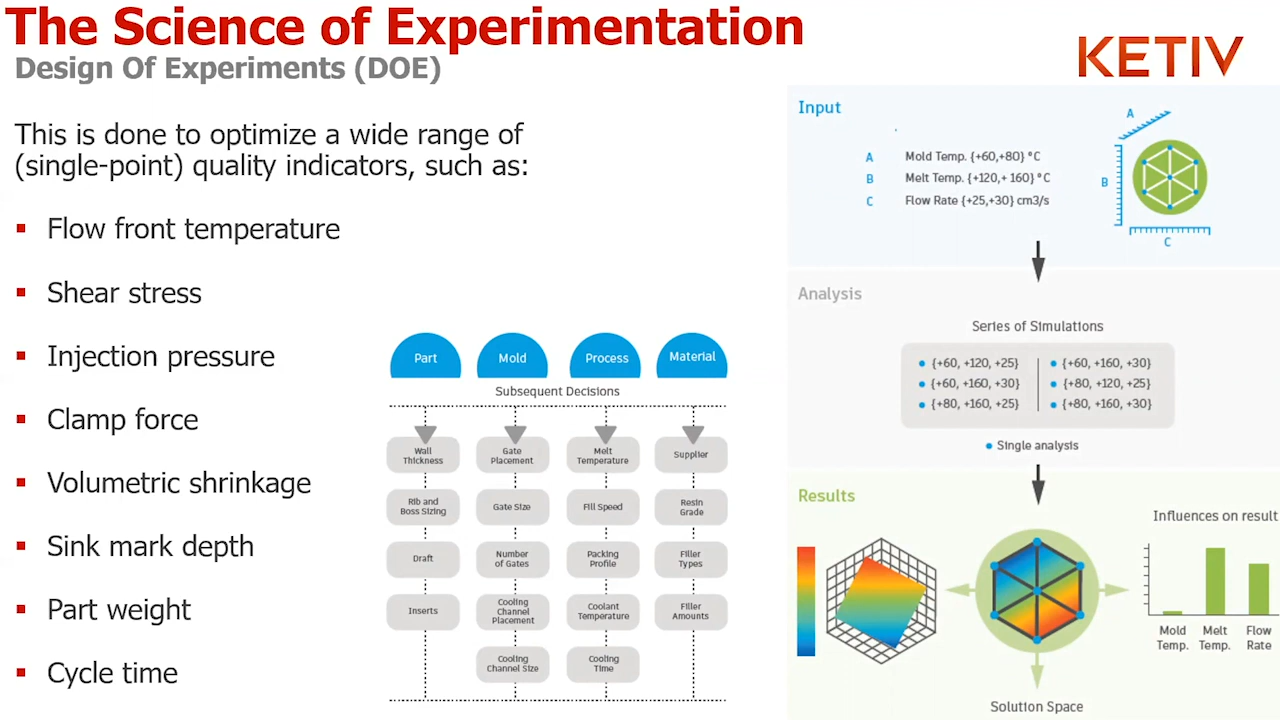 The Science of Experimentation
Design Of Experiments (DOE)
KETIV
This is done to optimize a wide range of
(single-point) quality indicators, such as:
Flow front temperature
Shear stress
Injection pressure
Clamp force
Volumetric shrinkage
Sink mark depth
Part weight
Cycle time
Part
Mold
Process
Material
Subsequent Decisions
Wall
Thickness
Rib and
Boss Sizing
Draft
Inserts
Gate
Placement
Gate Size
Number
of Gates
Cooling
Channel
Placement
Cooling
Channel Size
Melt
Temperature
Fill Speed
Packing
Profile
Coolant
Temperature
Cooling
Time
Supplier
Resin
Grade
Filler
Types
Filler
Amounts
Input
A Mold Temp. {+60,+80} °C
B Melt Temp. {+120,+ 160} °C
C Flow Rate {+25,+30} cm3/s
A
B
C
Analysis
Series of Simulations
{+60, +120, +25} {+60, +160, +30}
{+60, +160, +30} {+80, +120, +25}
{+80, +160, +25} {+80, +160, +30}
Single analysis
Results
Influences on result
Mold
Temp.
Melt
Temp.
Flow
Rate
Solution Space